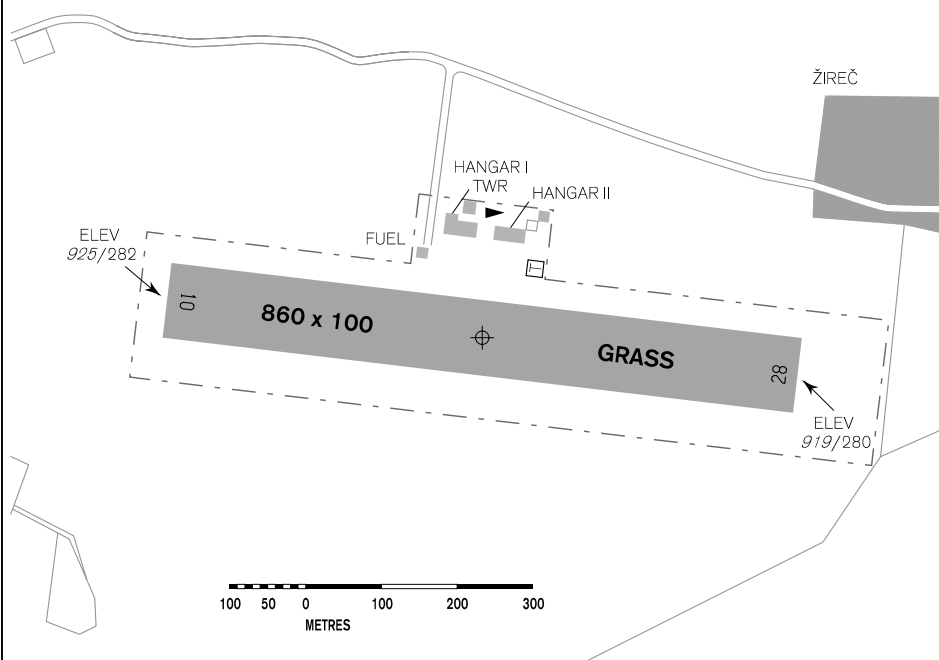 ŽIREČ
HANGAR I
TWR
HANGAR II
FUEL
ELEV
925/282
10
860 x 100
GRASS
28
ELEV
919/280
T
100 50 0 100 200 300
METRES